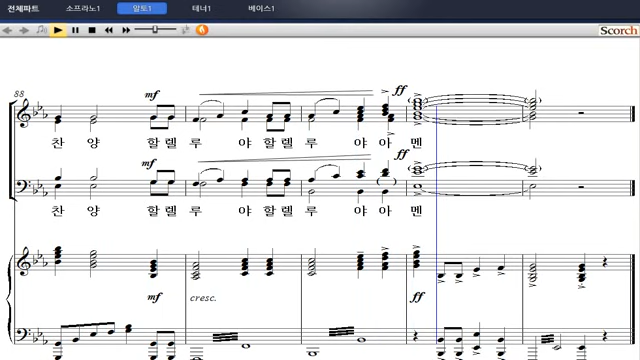 전체파트 소프라노1 알토1 테너1 베이스1
Scorch
88
mf ff
찬 양 할렐 루 야 할렐 루 야 아 멘
mf ff
찬 양 할렐 루 야 할렐 루 야 아 멘
mf cresc. ff